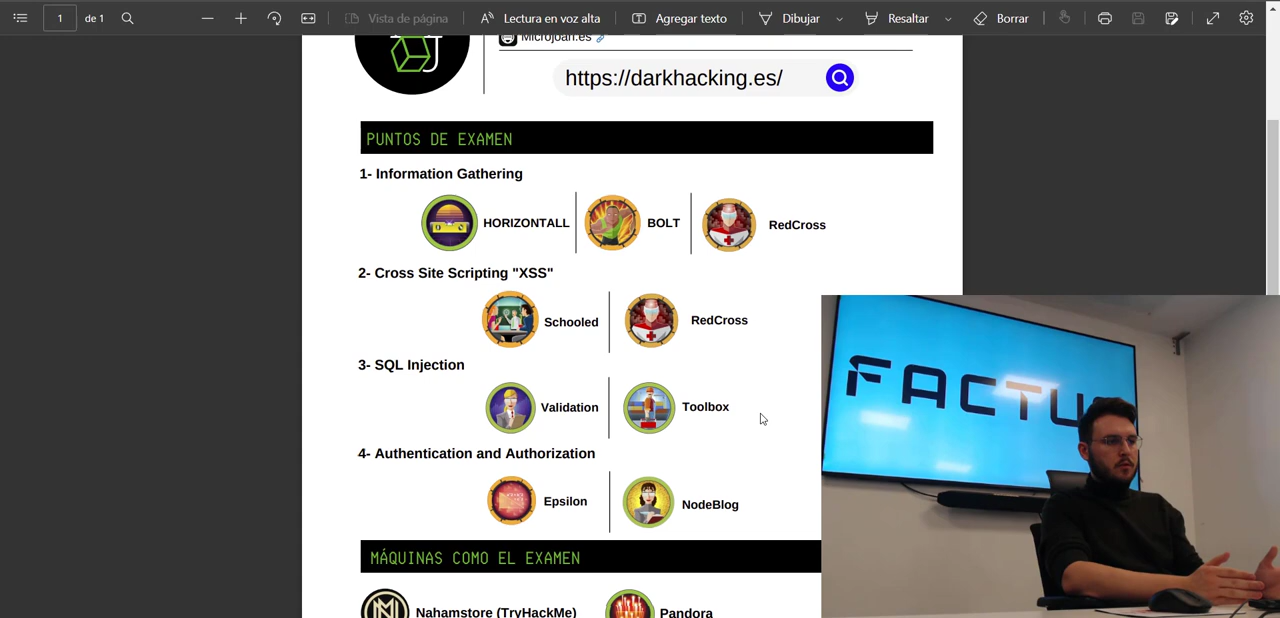 1
de 1
Vista de página
Lectura en voz alta
Agregar texto
Dibujar
Resaltar
Borrar
Microjoan.es
https://darkhacking.es/
PUNTOS DE EXAMEN
1- Information Gathering
HORIZONTALL
BOLT
RedCross
2- Cross Site Scripting "XSS"
Schooled
RedCross
3- SQL Injection
Validation
Toolbox
4- Authentication and Authorization
Epsilon
NodeBlog
MÁQUINAS COMO EL EXAMEN
Nahamstore (TryHackMe)
Pandora
FACTU